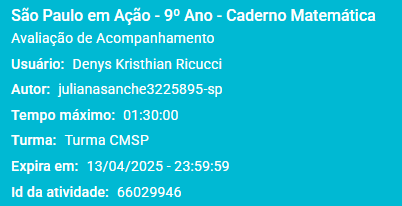 São Paulo em Ação - 9º Ano - Caderno Matemática
Avaliação de Acompanhamento
Usuário: Denys Kristhian Ricucci
Autor: julianasanche3225895-sp
Tempo máximo: 01:30:00
Turma: Turma CMSP
Expira em: 13/04/2025 - 23:59:59
Id da atividade: 66029946